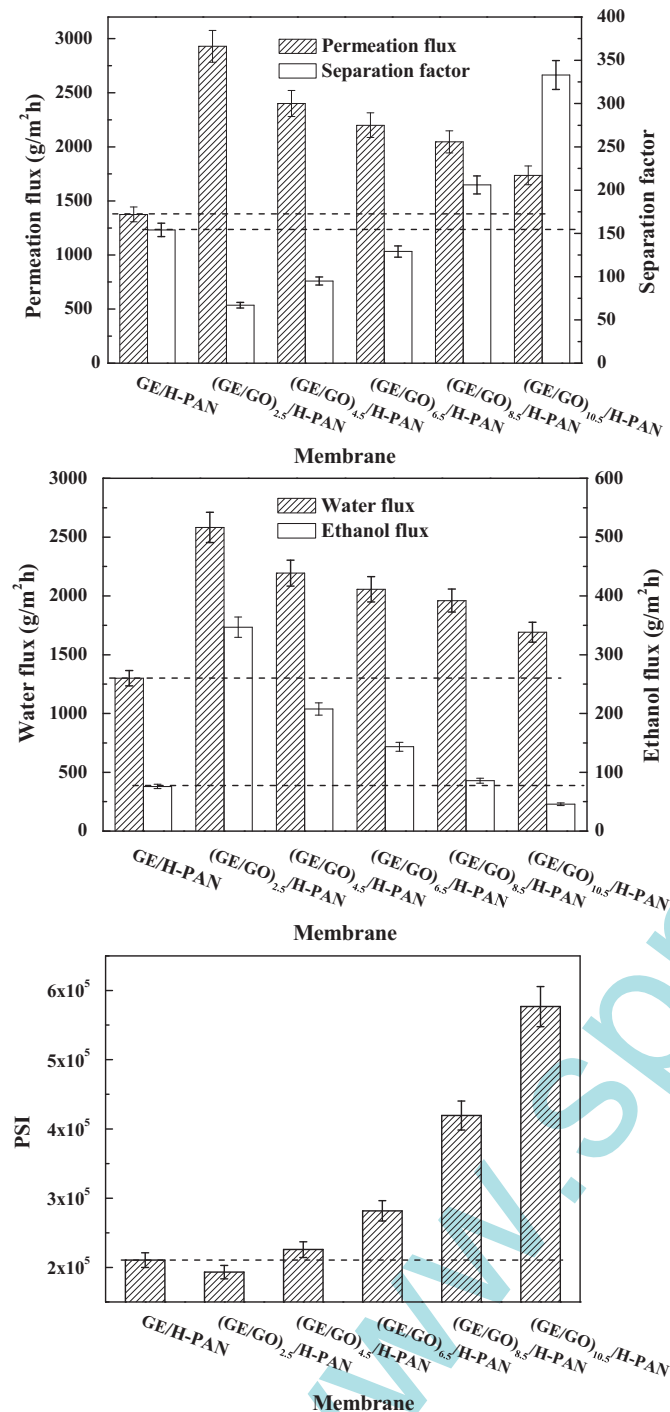 Permeation flux
Separation factor
Permeation flux (g/m²h)
Separation factor
3000
2500
2000
1500
1000
500
0
400
350
300
250
200
150
100
50
0
GE/H-PAN
(GE/GO)₂.₅/H-PAN
(GE/GO)₄.₅/H-PAN
(GE/GO)₆.₅/H-PAN
(GE/GO)₈.₅/H-PAN
(GE/GO)₁₀.₅/H-PAN
Membrane
Water flux
Ethanol flux
Water flux (g/m²h)
Ethanol flux (g/m²h)
3000
2500
2000
1500
1000
500
0
600
500
400
300
200
100
0
GE/H-PAN
(GE/GO)₂.₅/H-PAN
(GE/GO)₄.₅/H-PAN
(GE/GO)₆.₅/H-PAN
(GE/GO)₈.₅/H-PAN
(GE/GO)₁₀.₅/H-PAN
Membrane
PSI
6x10⁵
5x10⁵
4x10⁵
3x10⁵
2x10⁵
GE/H-PAN
(GE/GO)₂.₅/H-PAN
(GE/GO)₄.₅/H-PAN
(GE/GO)₆.₅/H-PAN
(GE/GO)₈.₅/H-PAN
(GE/GO)₁₀.₅/H-PAN
Membrane